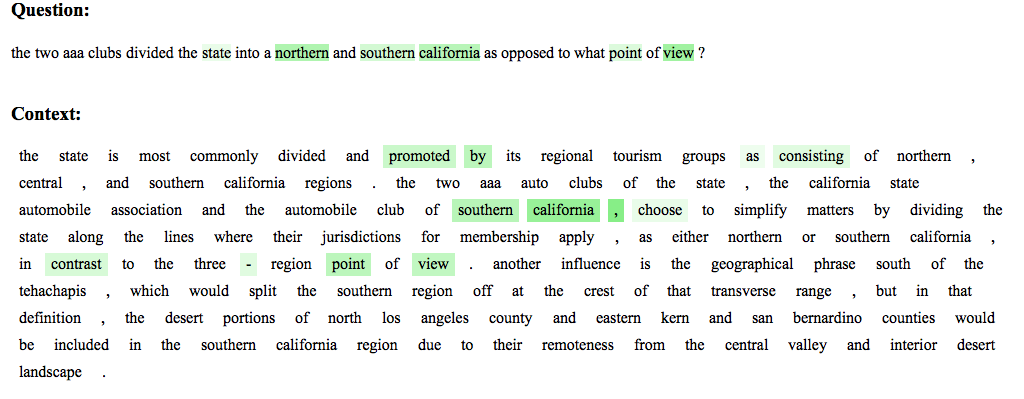 Question:
the two aaa clubs divided the state into a northern and southern california as opposed to what point of view ?
Context:
the state is most commonly divided and promoted by its regional tourism groups as consisting of northern ,
central , and southern california regions . the two aaa auto clubs of the state , the california state
automobile association and the automobile club of southern california , choose to simplify matters by dividing the
state along the lines where their jurisdictions for membership apply , as either northern or southern california ,
in contrast to the three - region point of view . another influence is the geographical phrase south of the
tehachapis , which would split the southern region off at the crest of that transverse range , but in that
definition , the desert portions of north los angeles county and eastern kern and san bernardino counties would
be included in the southern california region due to their remoteness from the central valley and interior desert
landscape .